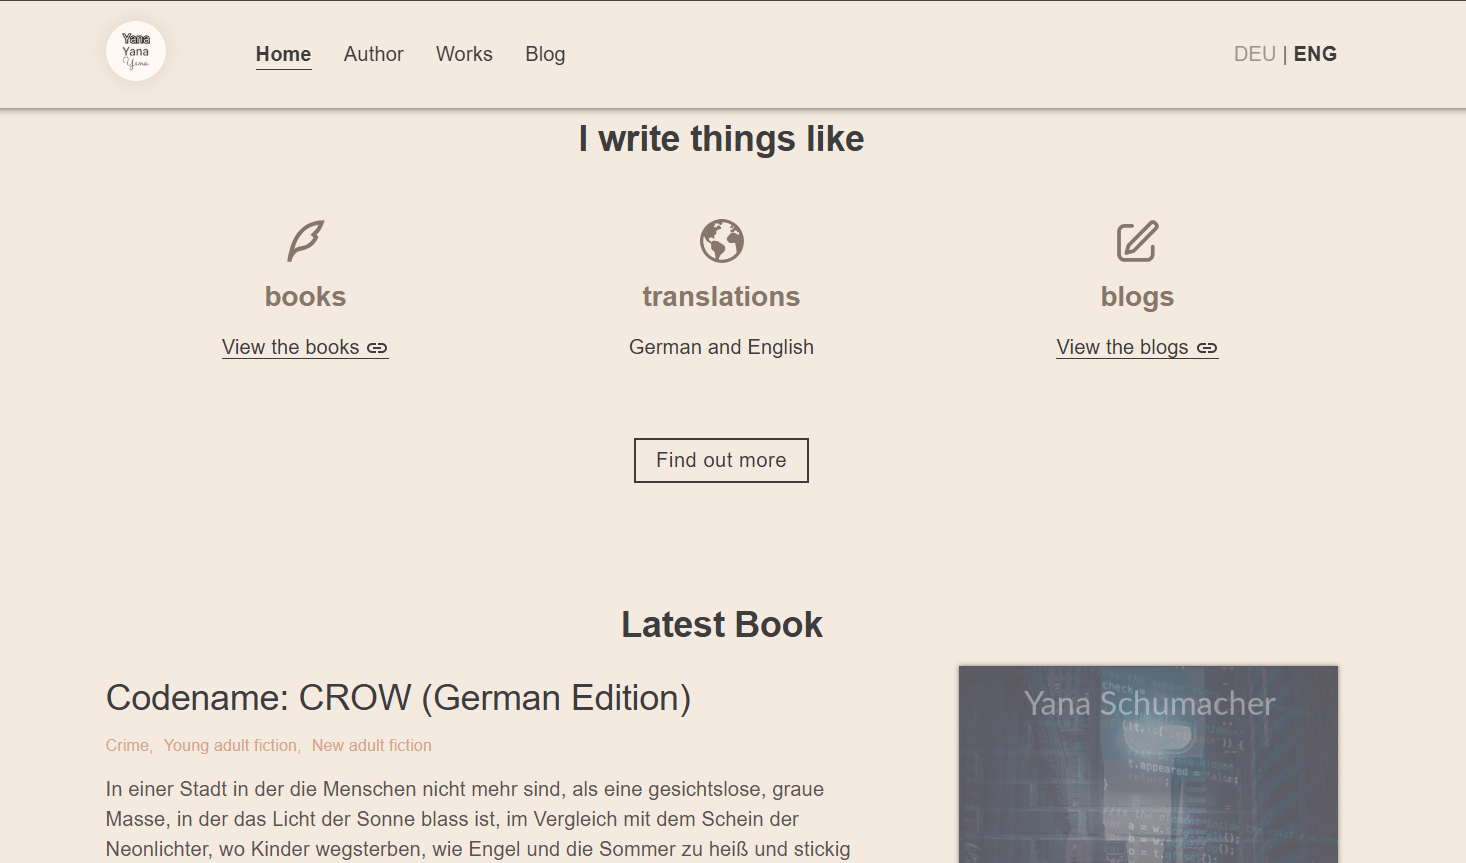 Yana
Yana
Yana
Home Author Works Blog
DEU | ENG
I write things like
books
View the books
translations
German and English
blogs
View the blogs
Find out more
Latest Book
Codename: CROW (German Edition)
Crime, Young adult fiction, New adult fiction
In einer Stadt in der die Menschen nicht mehr sind, als eine gesichtslose, graue
Masse, in der das Licht der Sonne blass ist, im Vergleich mit dem Schein der
Neonlichter, wo Kinder wegsterben, wie Engel und die Sommer zu heiß und stickig
Yana Schumacher
t.appeared = false;